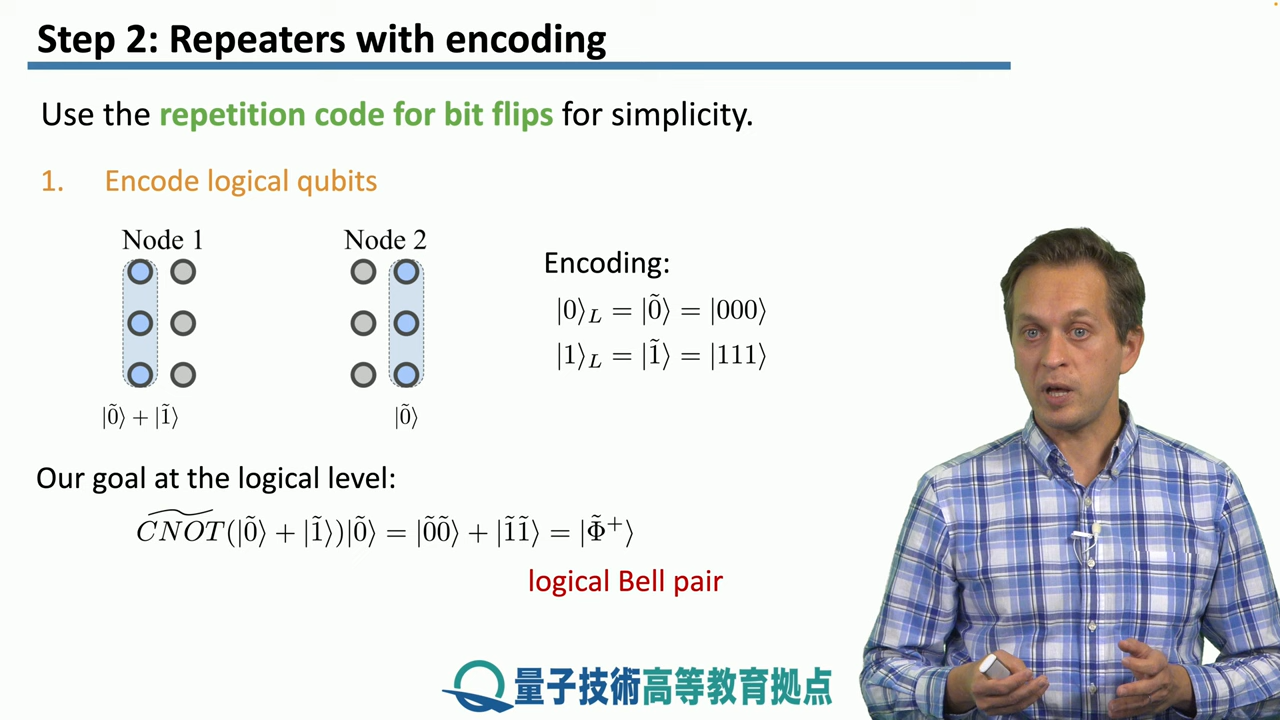 Step 2: Repeaters with encoding
Use the repetition code for bit flips for simplicity.
1. Encode logical qubits
Node 1 Node 2
Encoding:
|0⟩_L = |0̃⟩ = |000⟩
|1⟩_L = |1̃⟩ = |111⟩
|0̃⟩ + |1̃⟩ |0̃⟩
Our goal at the logical level:
C͠NOT(|0̃⟩ + |1̃⟩)|0̃⟩ = |0̃0̃⟩ + |1̃1̃⟩ = |Φ̃⁺⟩
logical Bell pair
量子技術高等教育拠点